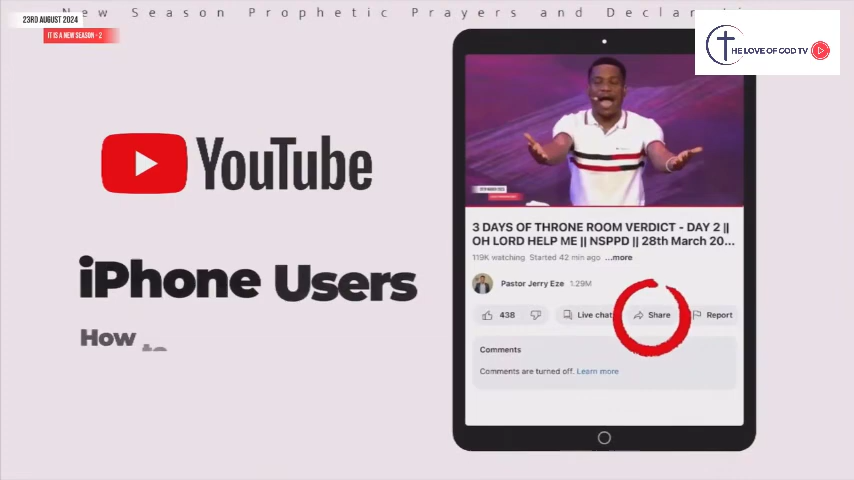 New Season Prophetic Prayers and
23RD AUGUST 2024
IT IS A NEW SEASON - 2
THE LOVE OF GOD TV
YouTube
iPhone Users
How
to
3 DAYS OF THRONE ROOM VERDICT - DAY 2 ||
OH LORD HELP ME || NSPPD || 28th March 20...
119K watching Started 42 min ago ...more
Pastor Jerry Eze 1.29M
438 Live chat Share Report
Comments
Comments are turned off. Learn more